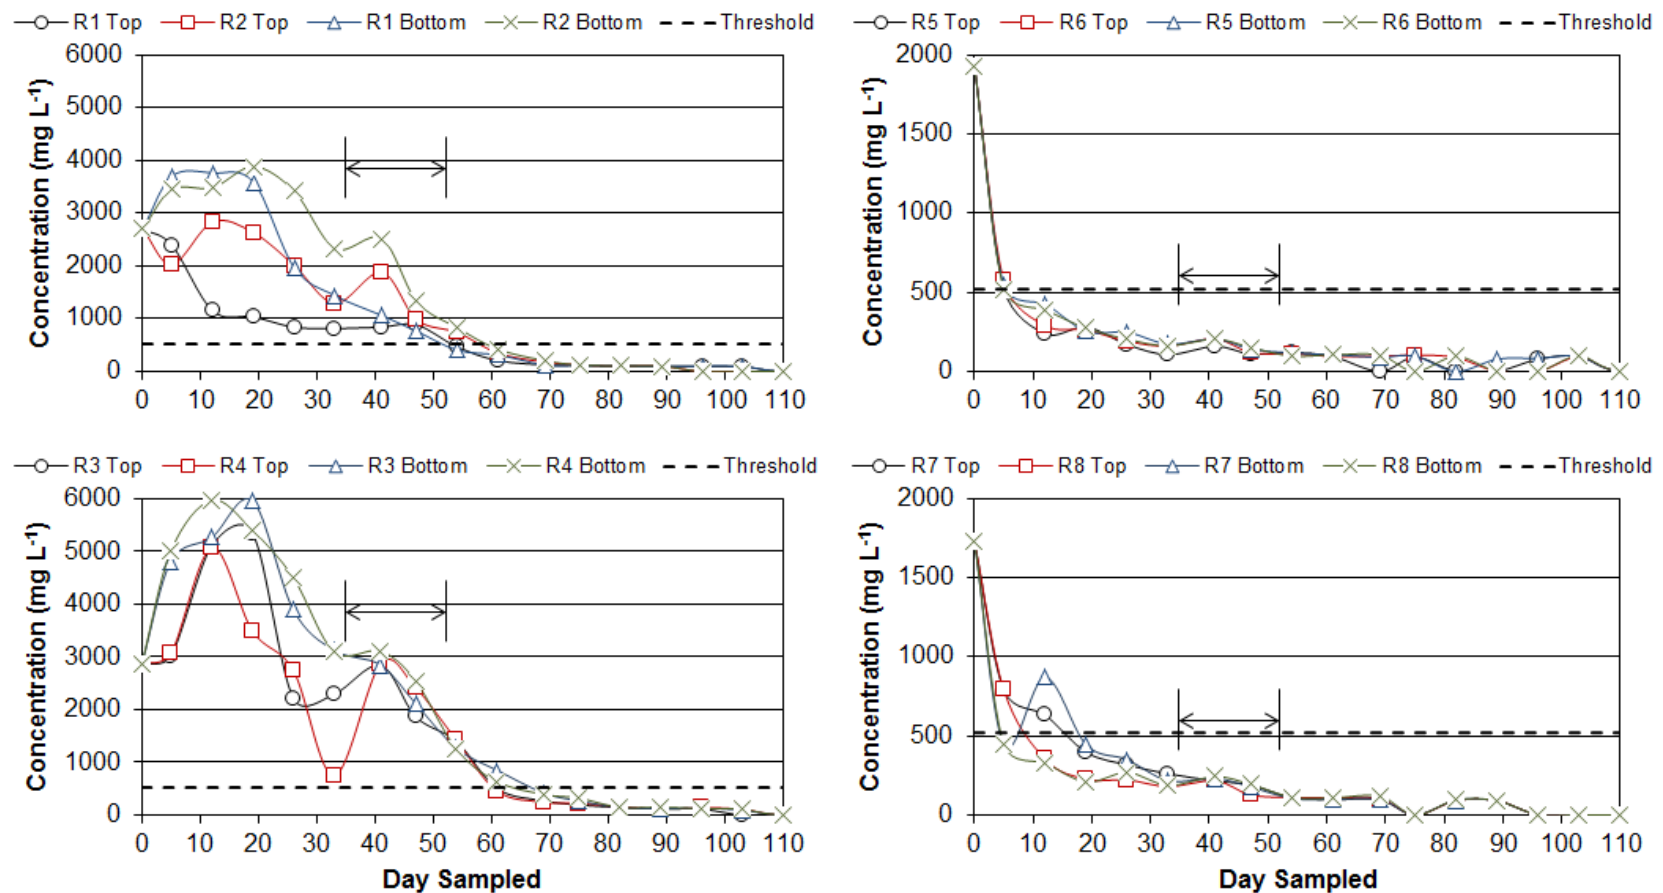 R1 Top R2 Top R1 Bottom R2 Bottom Threshold
6000
5000
4000
3000
2000
1000
0
Concentration (mg L-1)
0 10 20 30 40 50 60 70 80 90 100 110
R5 Top R6 Top R5 Bottom R6 Bottom Threshold
2000
1500
1000
500
0
Concentration (mg L-1)
0 10 20 30 40 50 60 70 80 90 100 110
R3 Top R4 Top R3 Bottom R4 Bottom Threshold
6000
5000
4000
3000
2000
1000
0
Concentration (mg L-1)
0 10 20 30 40 50 60 70 80 90 100 110
Day Sampled
R7 Top R8 Top R7 Bottom R8 Bottom Threshold
2000
1500
1000
500
0
Concentration (mg L-1)
0 10 20 30 40 50 60 70 80 90 100 110
Day Sampled